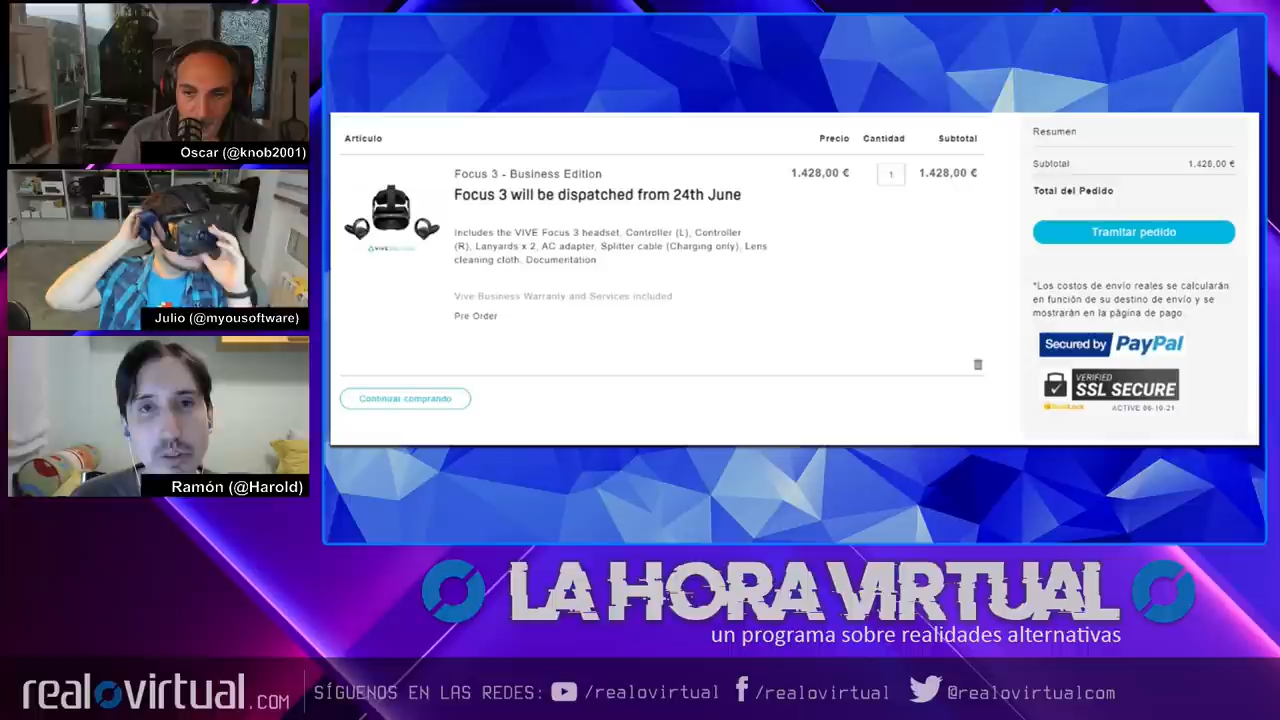 Oscar (@knob2001)
Julio (@myousoftware)
Ramón (@Harold)
Artículo
Precio
Cantidad
Subtotal
Focus 3 - Business Edition
1.428,00 €
1
1.428,00 €
Focus 3 will be dispatched from 24th June
Includes the VIVE Focus 3 headset, Controller (L), Controller
(R), Lanyards x 2, AC adapter, Splitter cable (Charging only), Lens
cleaning cloth, Documentation
Vive Business Warranty and Services included
Pre Order
Continuar comprando
Resumen
Subtotal 1.428,00 €
Total del Pedido
Tramitar pedido
*Los costos de envío reales se calcularán
en función de su destino de envío y se
mostrarán en la página de pago
Secured by PayPal
VERIFIED
SSL SECURE
ACTIVE 06-10-21
LA HORA VIRTUAL
un programa sobre realidades alternativas
realovirtual.com
SÍGUENOS EN LAS REDES: /realovirtual /realovirtual @realovirtualcom